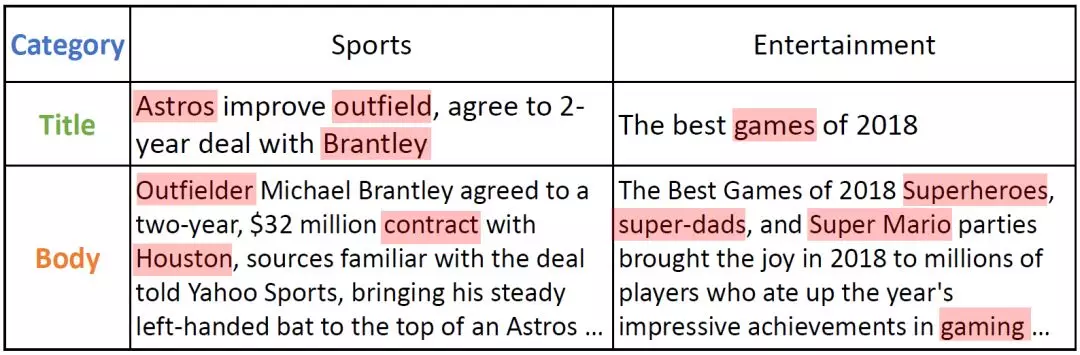 Category
Sports
Entertainment
Title
Astros improve outfield, agree to 2-
year deal with Brantley
The best games of 2018
Body
Outfielder Michael Brantley agreed to a
two-year, $32 million contract with
Houston, sources familiar with the deal
told Yahoo Sports, bringing his steady
left-handed bat to the top of an Astros ...
The Best Games of 2018 Superheroes,
super-dads, and Super Mario parties
brought the joy in 2018 to millions of
players who ate up the year's
impressive achievements in gaming ...